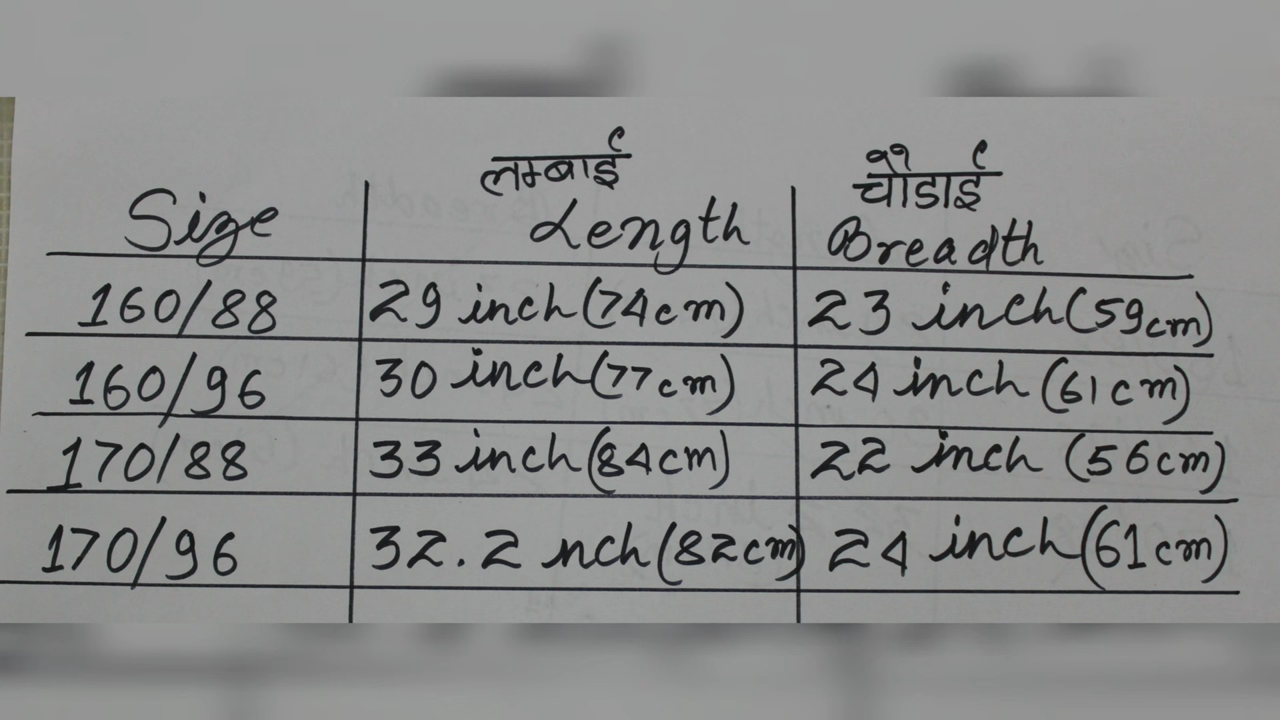 लम्बाई चौडाई
Size Length Breadth
160/88 29 inch(74cm) 23 inch(59cm)
160/96 30 inch(77cm) 24 inch(61cm)
170/88 33 inch(84cm) 22 inch (56cm)
170/96 32.2 nch(82cm) 24 inch(61cm)